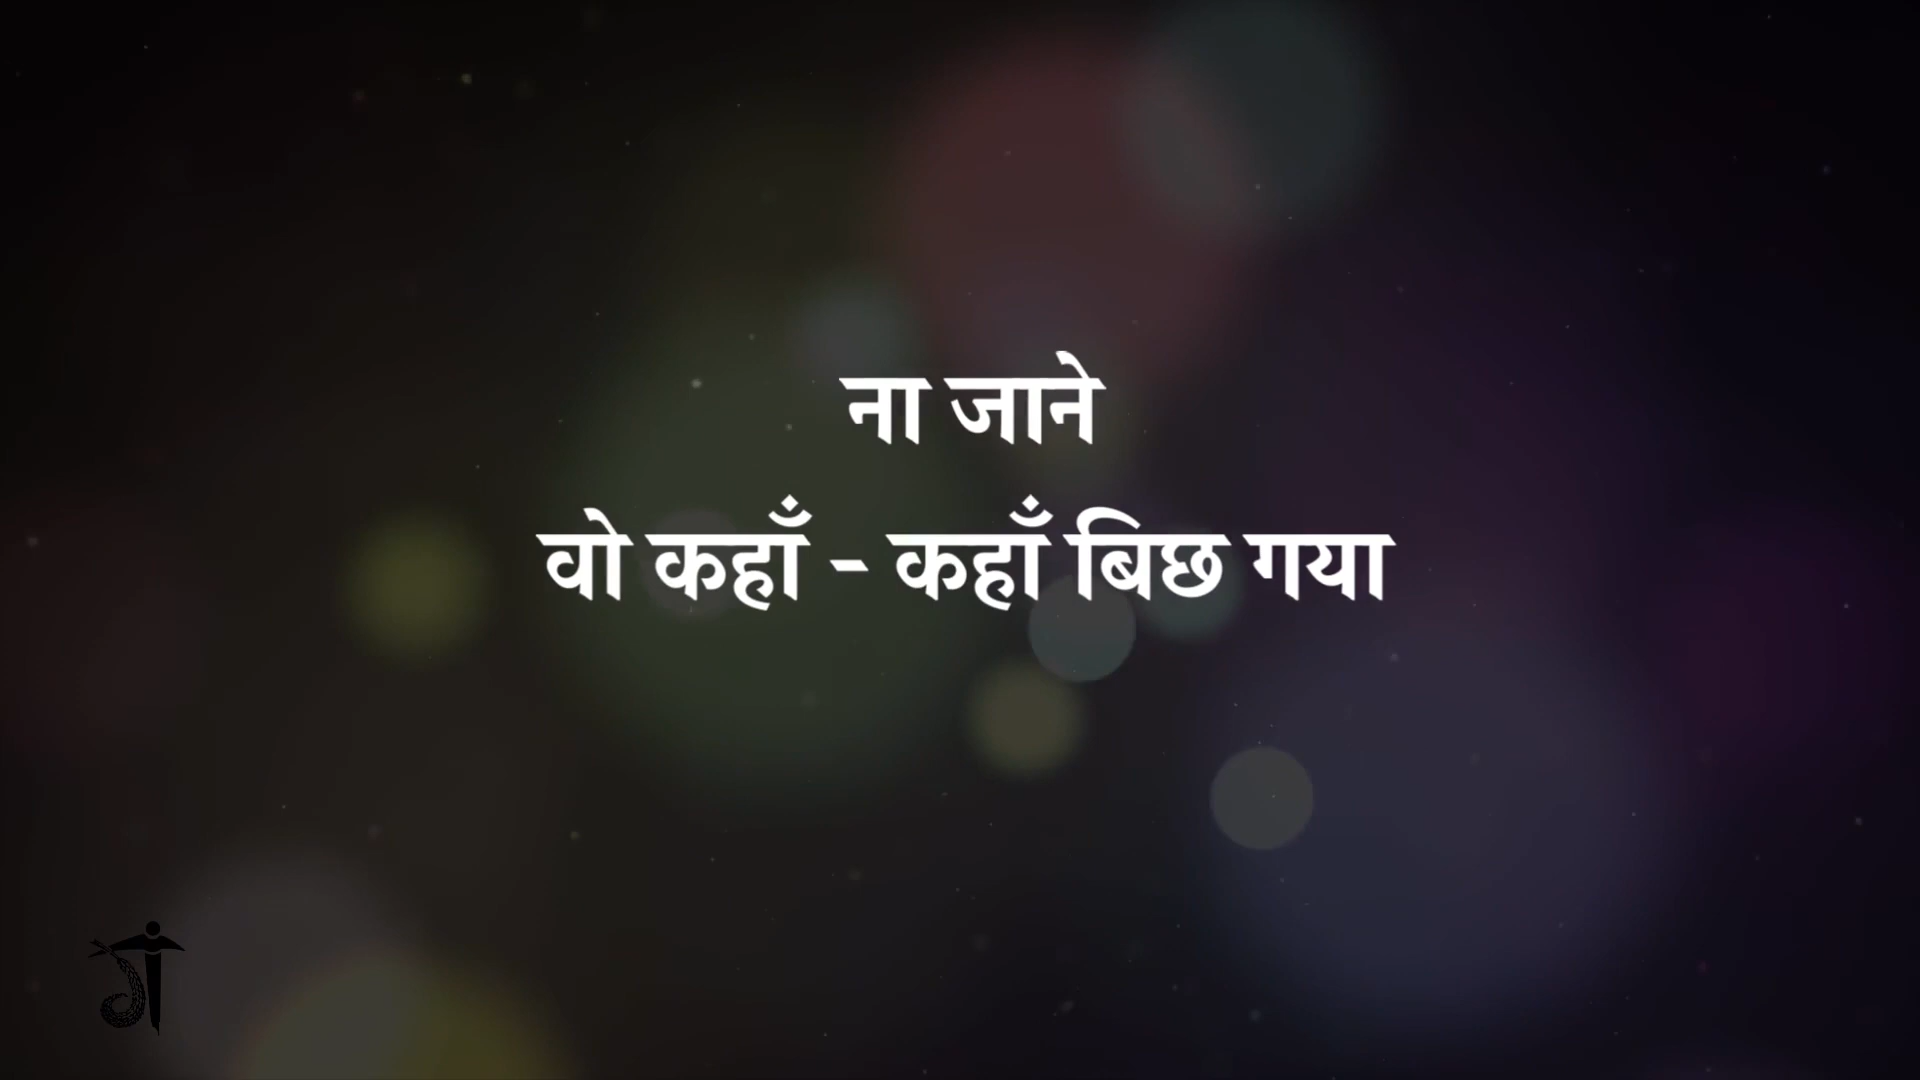 ना जाने
वो कहाँ - कहाँ बिछ गया